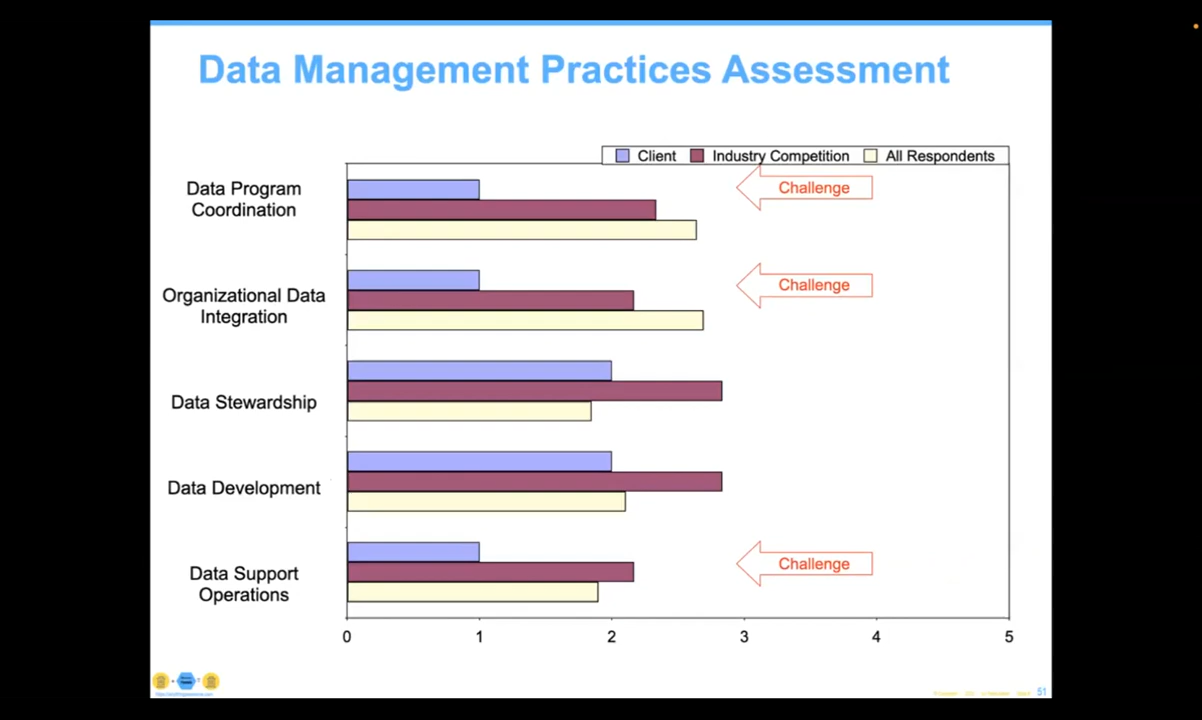 Data Management Practices Assessment
Client Industry Competition All Respondents
Data Program
Coordination
Challenge
Organizational Data
Integration
Challenge
Data Stewardship
Data Development
Data Support
Operations
Challenge
0 1 2 3 4 5
51